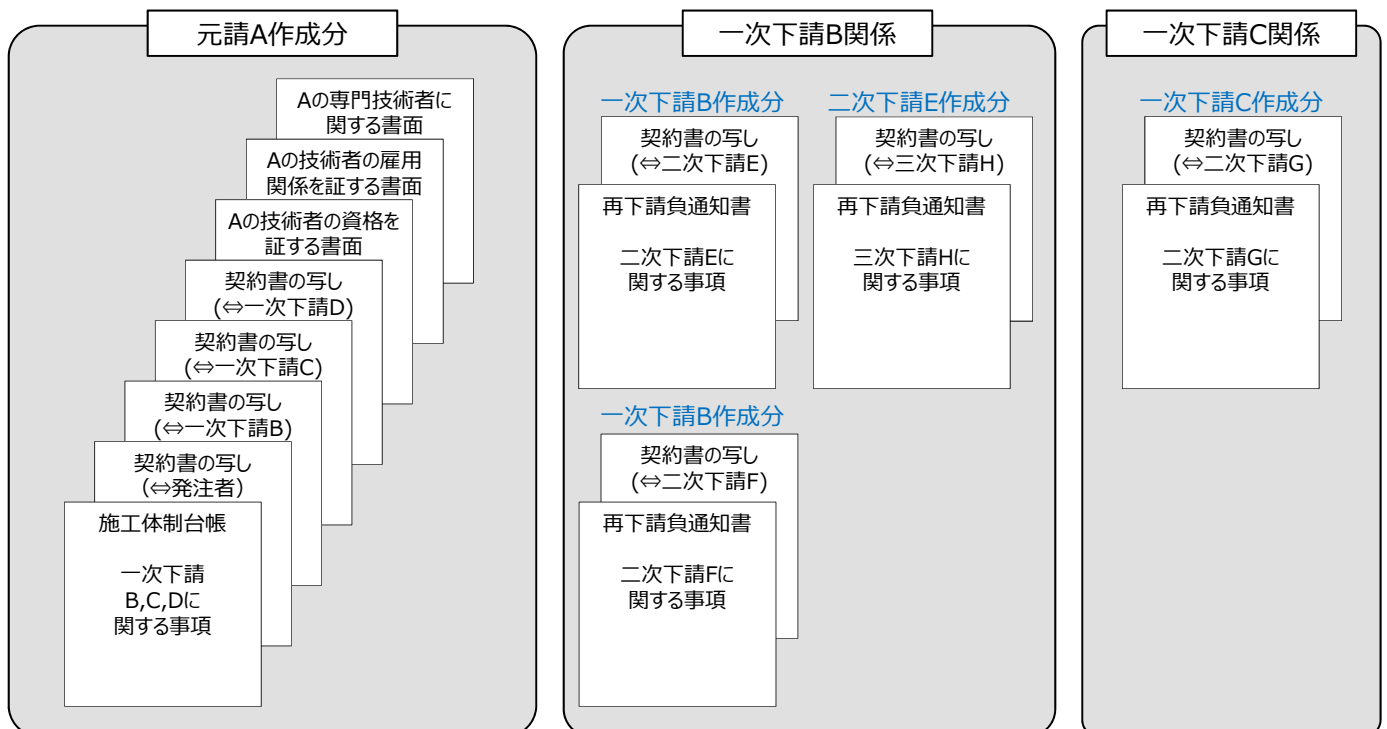 元請A作成分
Aの専門技術者に
関する書面
Aの技術者の雇用
関係を証する書面
Aの技術者の資格を
証する書面
契約書の写し
(⇔一次下請D)
契約書の写し
(⇔一次下請C)
契約書の写し
(⇔一次下請B)
契約書の写し
(⇔発注者)
施工体制台帳
一次下請
B,C,Dに
関する事項
一次下請B関係
一次下請B作成分
契約書の写し
(⇔二次下請E)
再下請負通知書
二次下請Eに
関する事項
二次下請E作成分
契約書の写し
(⇔三次下請H)
再下請負通知書
三次下請Hに
関する事項
一次下請B作成分
契約書の写し
(⇔二次下請F)
再下請負通知書
二次下請Fに
関する事項
一次下請C関係
一次下請C作成分
契約書の写し
(⇔二次下請G)
再下請負通知書
二次下請Gに
関する事項